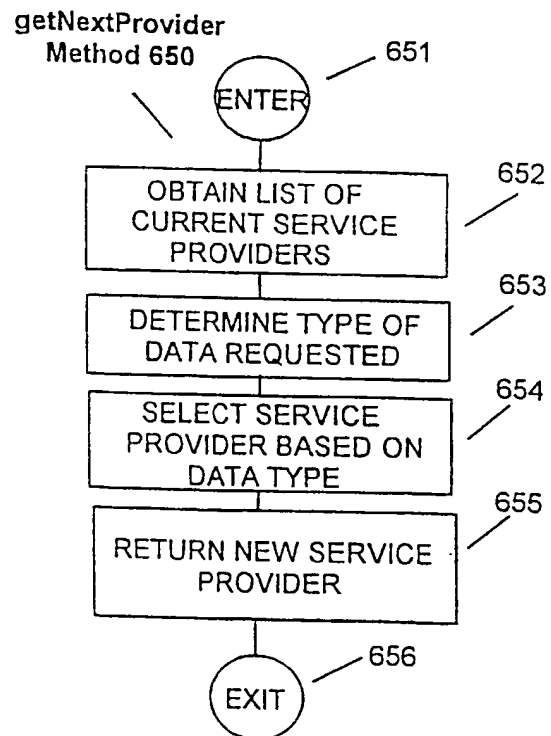 getNextProvider
Method 650
651
ENTER
652
OBTAIN LIST OF
CURRENT SERVICE
PROVIDERS
653
DETERMINE TYPE OF
DATA REQUESTED
654
SELECT SERVICE
PROVIDER BASED ON
DATA TYPE
655
RETURN NEW SERVICE
PROVIDER
656
EXIT